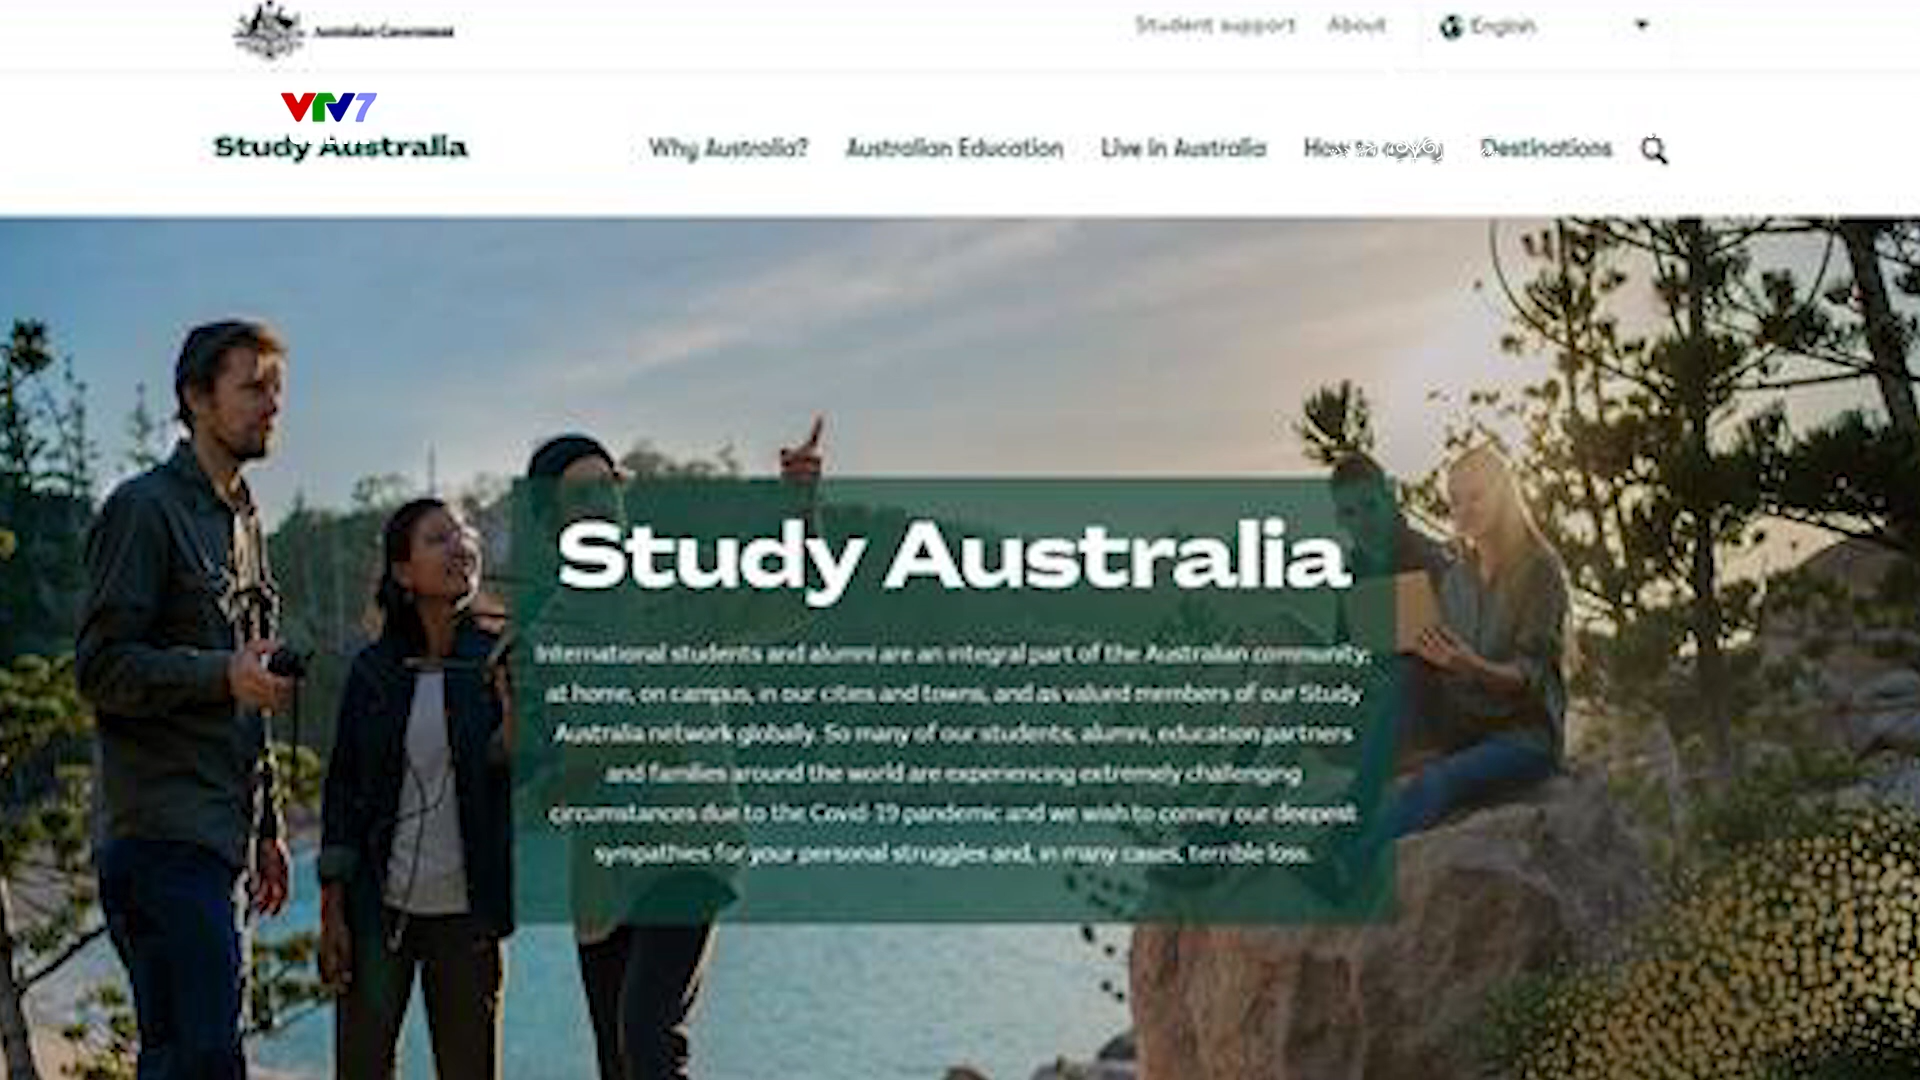 Australian Government
Student support
About
English
VTV7
Study Australia
Why Australia?
Australian Education
Live in Australia
Destinations
Study Australia
International students and alumni are an integral part of the Australian community:
at home, on campus, in our cities and towns, and as valued members of our Study
Australia network globally. So many of our students, alumni, education partners
and families around the world are experiencing extremely challenging
circumstances due to the Covid-19 pandemic and we wish to convey our deepest
sympathies for your personal struggles and, in many cases, terrible loss.